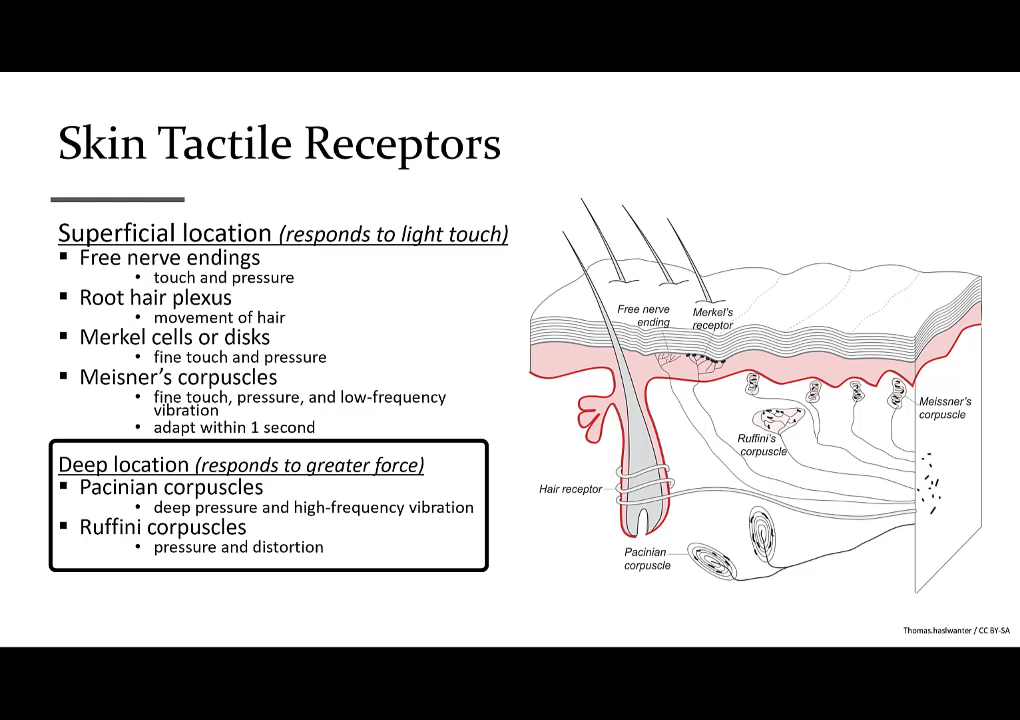 Skin Tactile Receptors
Superficial location (responds to light touch)
▪ Free nerve endings
• touch and pressure
▪ Root hair plexus
• movement of hair
▪ Merkel cells or disks
• fine touch and pressure
▪ Meisner’s corpuscles
• fine touch, pressure, and low-frequency
vibration
• adapt within 1 second
Deep location (responds to greater force)
▪ Pacinian corpuscles
• deep pressure and high-frequency vibration
▪ Ruffini corpuscles
• pressure and distortion
Free nerve
ending
Merkel's
receptor
Meissner's
corpuscle
Ruffini's
corpuscle
Hair receptor
Pacinian
corpuscle
Thomas.haslwanter / CC BY-SA